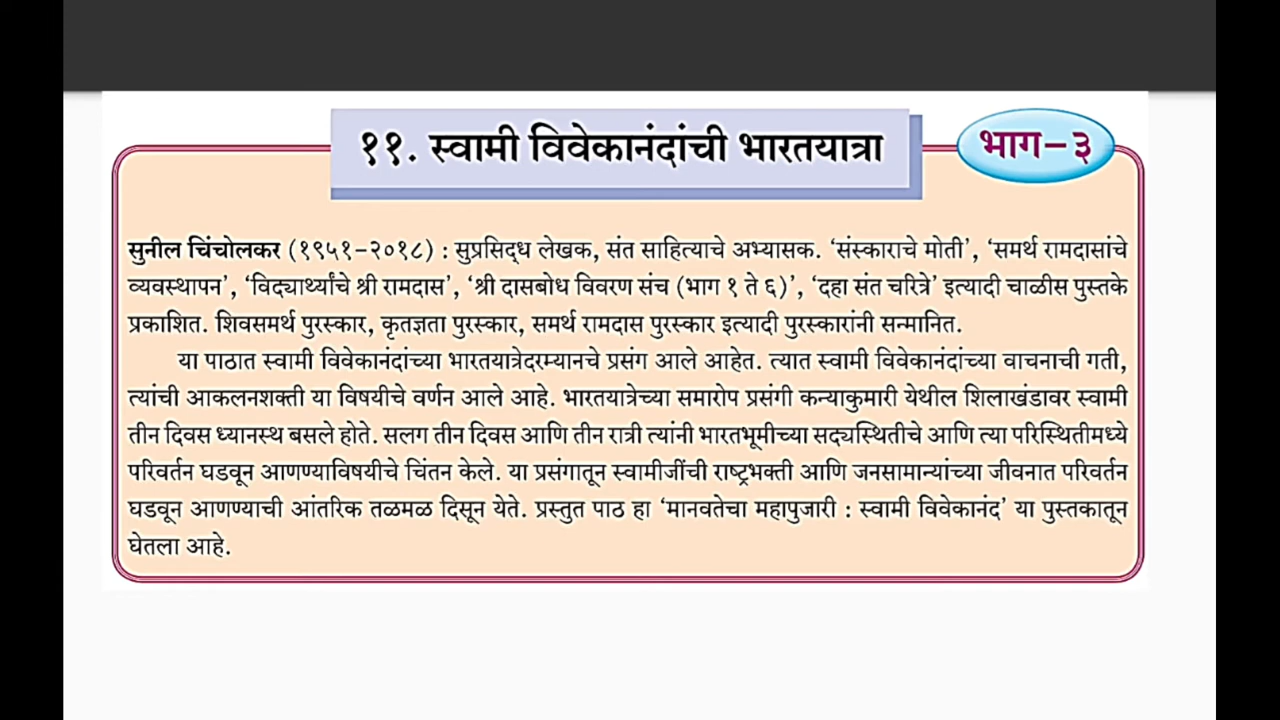 ११. स्वामी विवेकानंदांची भारतयात्रा
भाग-३
सुनील चिंचोलकर (१९५१-२०१८) : सुप्रसिद्ध लेखक, संत साहित्याचे अभ्यासक. ‘संस्काराचे मोती’, ‘समर्थ रामदासांचे
व्यवस्थापन’, ‘विद्यार्थ्यांचे श्री रामदास’, ‘श्री दासबोध विवरण संच (भाग १ ते ६)’, ‘दहा संत चरित्रे’ इत्यादी चाळीस पुस्तके
प्रकाशित. शिवसमर्थ पुरस्कार, कृतज्ञता पुरस्कार, समर्थ रामदास पुरस्कार इत्यादी पुरस्कारांनी सन्मानित.
या पाठात स्वामी विवेकानंदांच्या भारतयात्रेदरम्यानचे प्रसंग आले आहेत. त्यात स्वामी विवेकानंदांच्या वाचनाची गती,
त्यांची आकलनशक्ती या विषयीचे वर्णन आले आहे. भारतयात्रेच्या समारोप प्रसंगी कन्याकुमारी येथील शिलाखंडावर स्वामी
तीन दिवस ध्यानस्थ बसले होते. सलग तीन दिवस आणि तीन रात्री त्यांनी भारतभूमीच्या सद्यस्थितीचे आणि त्या परिस्थितीमध्ये
परिवर्तन घडवून आणण्याविषयीचे चिंतन केले. या प्रसंगातून स्वामीजींची राष्ट्रभक्ती आणि जनसामान्यांच्या जीवनात परिवर्तन
घडवून आणण्याची आंतरिक तळमळ दिसून येते. प्रस्तुत पाठ हा ‘मानवतेचा महापुजारी : स्वामी विवेकानंद’ या पुस्तकातून
घेतला आहे.